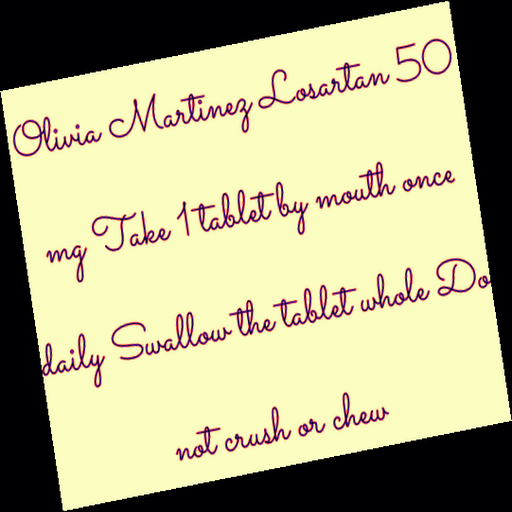 Olivia Martinez Losartan 50
mg Take 1 tablet by mouth once
daily Swallow the tablet whole Do
not crush or chew